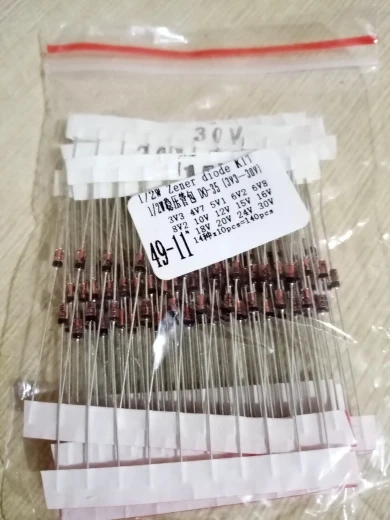 30V
1/2W Zener diode KIT
1/2W稳压管包 DO-35 (3V3—30V)
3V3 4V7 5V1 6V2 6V8
8V2 10V 12V 15V 16V
18V 20V 24V 30V
14种x10pcs=140pcs
49-11